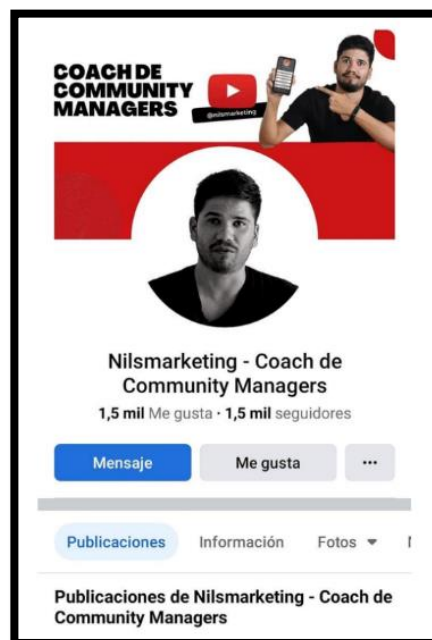 COACH DE
COMMUNITY
MANAGERS
@nilsmarketing
Nilsmarketing - Coach de
Community Managers
1,5 mil Me gusta · 1,5 mil seguidores
Mensaje
Me gusta
Publicaciones
Información
Fotos
Publicaciones de Nilsmarketing - Coach de
Community Managers